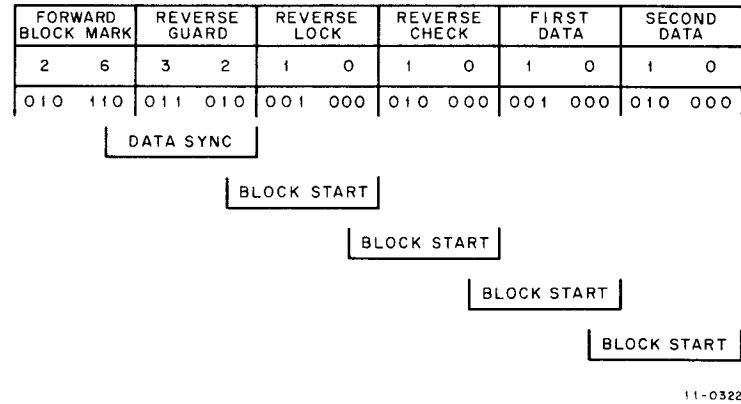 FORWARD BLOCK MARK REVERSE GUARD REVERSE LOCK REVERSE CHECK FIRST DATA SECOND DATA
2 6 3 2 1 0 1 0 1 0 1 0
010 110 011 010 001 000 010 000 001 000 010 000
DATA SYNC
BLOCK START
BLOCK START
BLOCK START
BLOCK START
11-0322